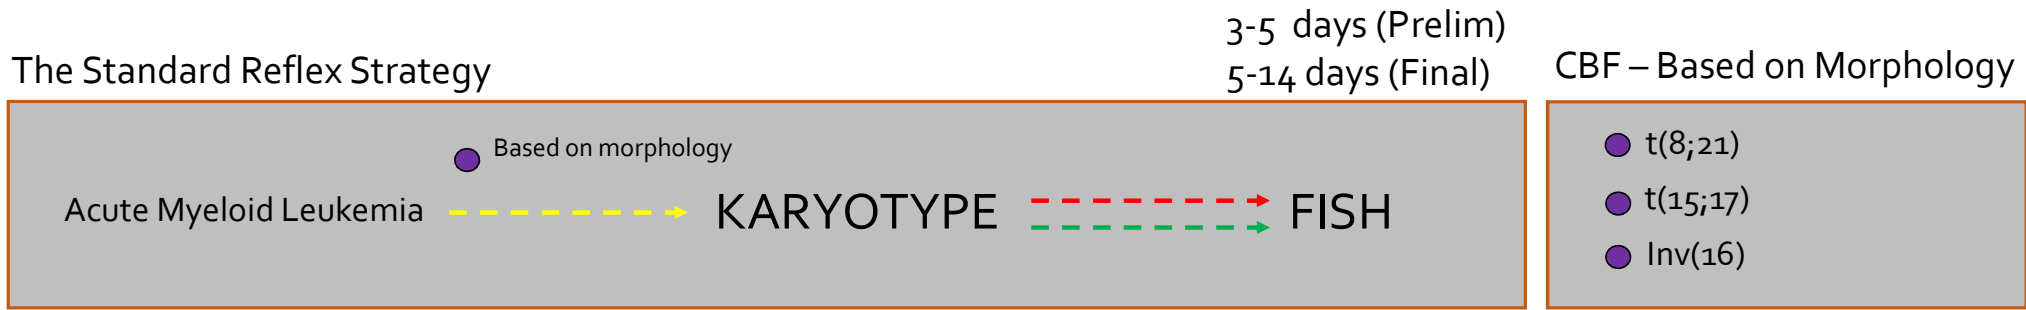 3-5 days (Prelim)
5-14 days (Final)
The Standard Reflex Strategy
CBF – Based on Morphology
Based on morphology
Acute Myeloid Leukemia
KARYOTYPE
FISH
t(8;21)
t(15;17)
Inv(16)